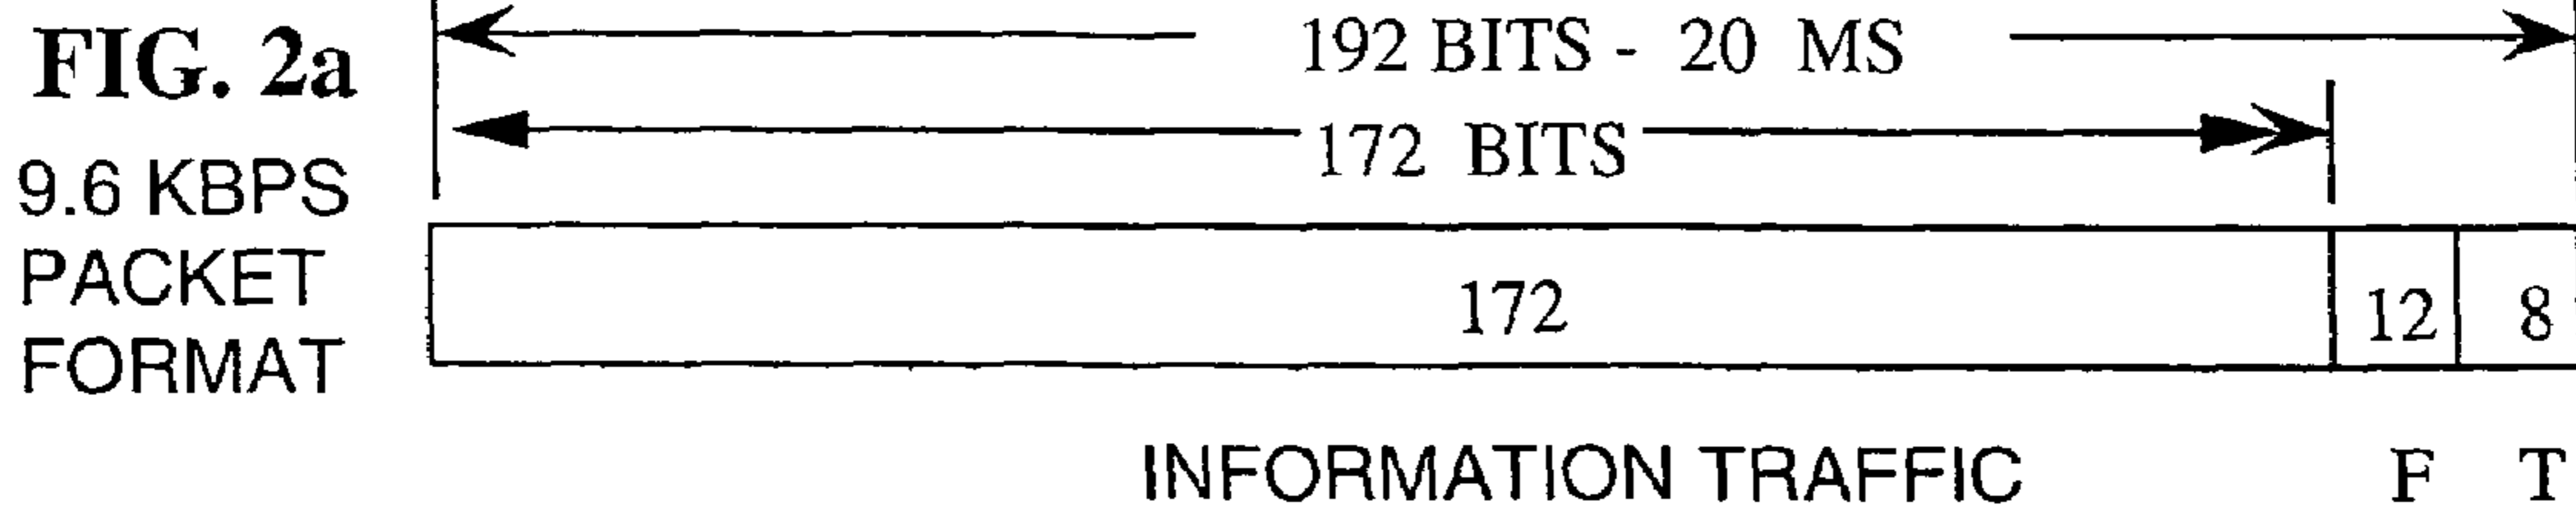 FIG. 2a
192 BITS - 20 MS
172 BITS
9.6 KBPS
PACKET
FORMAT
172 12 8
INFORMATION TRAFFIC F T